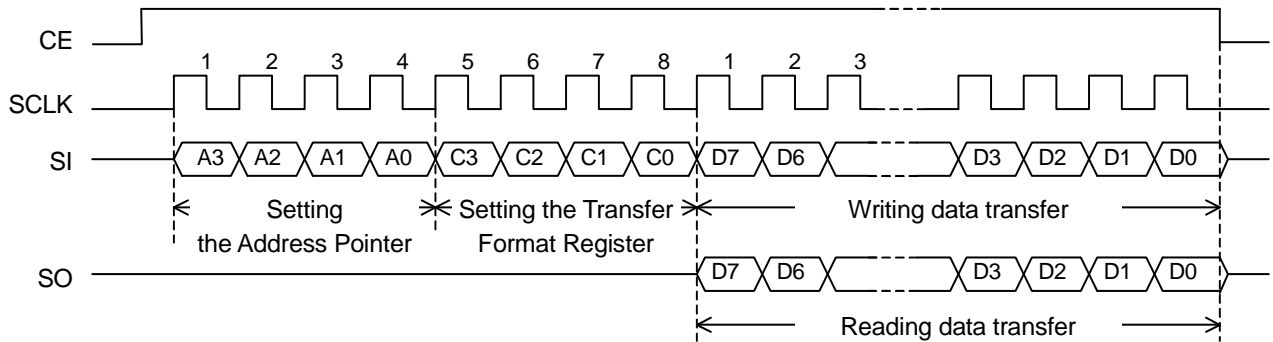 CE
1 2 3 4 5 6 7 8 1 2 3
SCLK
SI A3 A2 A1 A0 C3 C2 C1 C0 D7 D6 D3 D2 D1 D0
Setting Setting the Transfer Writing data transfer
the Address Pointer Format Register
SO D7 D6 D3 D2 D1 D0
Reading data transfer